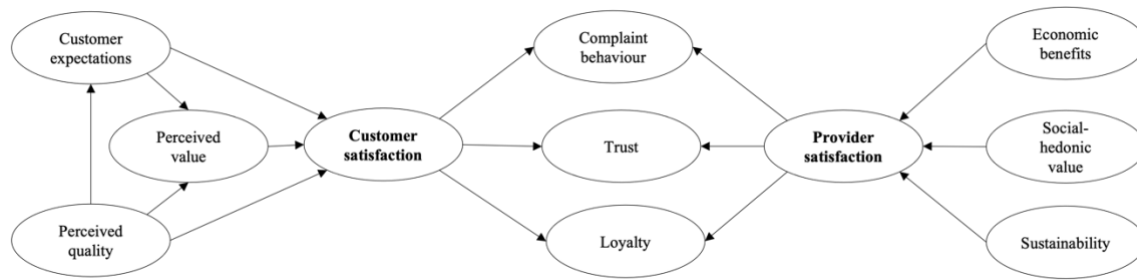 Customer
expectations
Perceived
value
Perceived
quality
Customer
satisfaction
Complaint
behaviour
Trust
Loyalty
Provider
satisfaction
Economic
benefits
Social-
hedonic
value
Sustainability